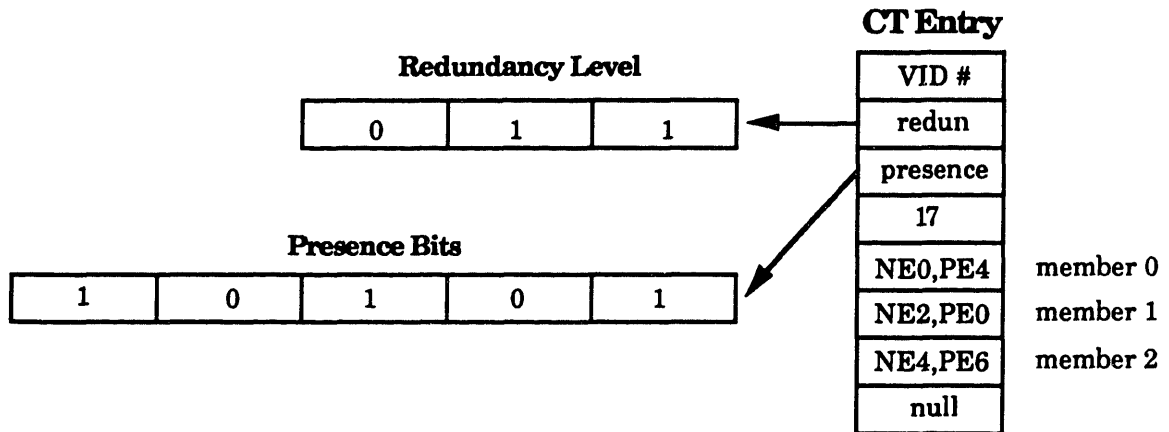 CT Entry
VID #
Redundancy Level
0 1 1
redun
presence
17
Presence Bits
1 0 1 0 1
NE0,PE4 member 0
NE2,PE0 member 1
NE4,PE6 member 2
null